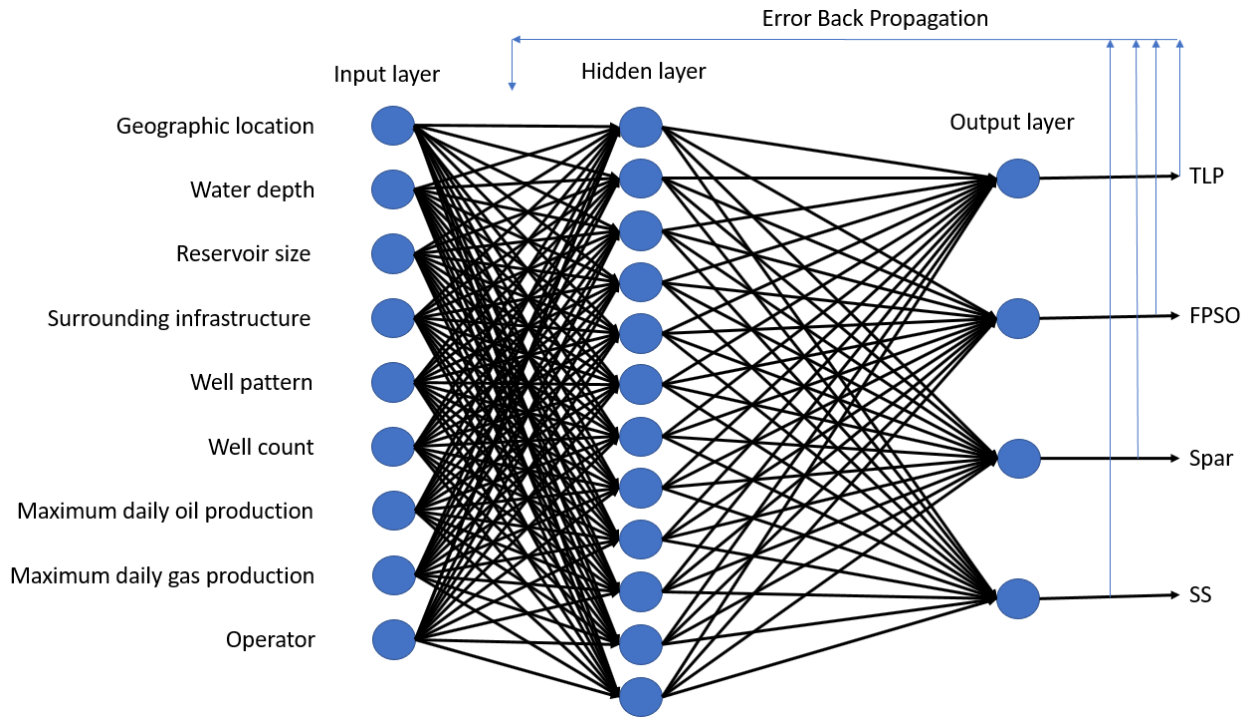 Error Back Propagation
Input layer
Hidden layer
Output layer
Geographic location
Water depth
Reservoir size
Surrounding infrastructure
Well pattern
Well count
Maximum daily oil production
Maximum daily gas production
Operator
TLP
FPSO
Spar
SS